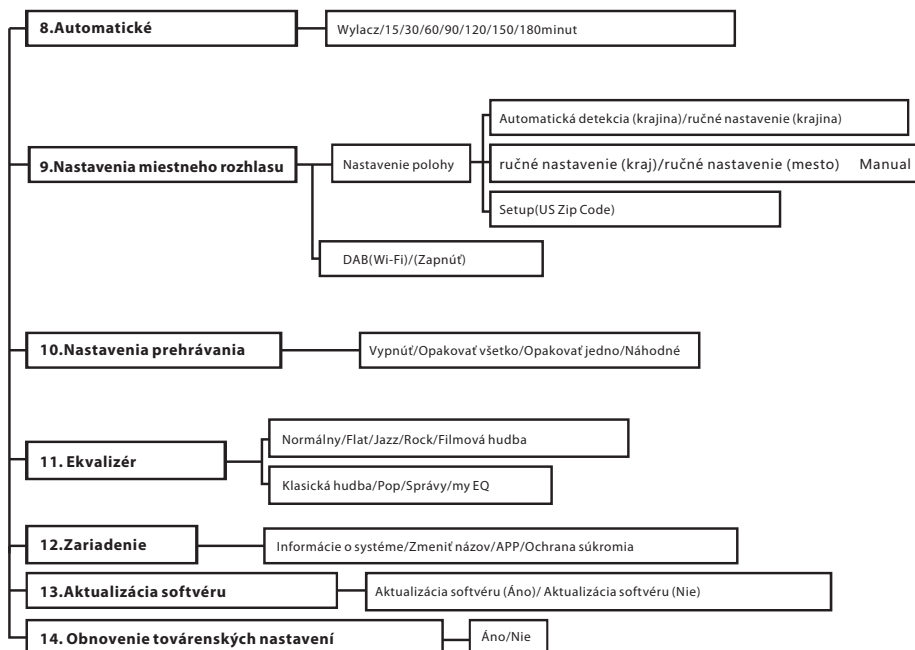 8.Automatické
Wylacz/15/30/60/90/120/150/180minut
Automatická detekcia (krajina)/ručné nastavenie (krajina)
9.Nastavenia miestneho rozhlasu
Nastavenie polohy
ručné nastavenie (kraj)/ručné nastavenie (mesto) Manual
Setup(US Zip Code)
DAB(Wi-Fi)/(Zapnúť)
10.Nastavenia prehrávania
Vypnúť/Opakovať všetko/Opakovať jedno/Náhodné
11. Ekvalizér
Normálny/Flat/Jazz/Rock/Filmová hudba
Klasická hudba/Pop/Správy/my EQ
12.Zariadenie
Informácie o systéme/Zmeniť názov/APP/Ochrana súkromia
13.Aktualizácia softvéru
Aktualizácia softvéru (Áno)/ Aktualizácia softvéru (Nie)
14. Obnovenie továrenských nastavení
Áno/Nie